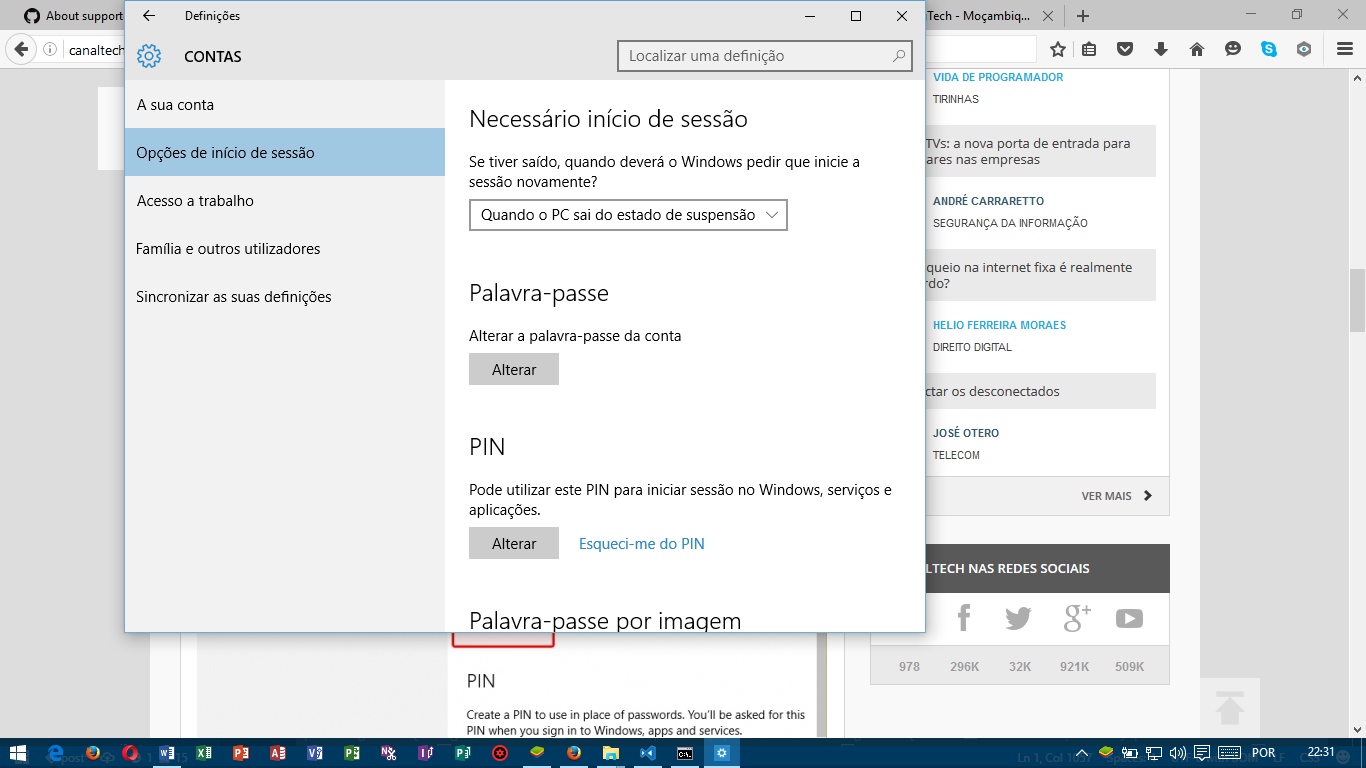 About support
Definições
Tech - Moçambiq...
canaltech
CONTAS
Localizar uma definição
A sua conta
Opções de início de sessão
Acesso a trabalho
Família e outros utilizadores
Sincronizar as suas definições
Necessário início de sessão
Se tiver saído, quando deverá o Windows pedir que inicie a
sessão novamente?
Quando o PC sai do estado de suspensão
Palavra-passe
Alterar a palavra-passe da conta
Alterar
PIN
Pode utilizar este PIN para iniciar sessão no Windows, serviços e
aplicações.
Alterar
Esqueci-me do PIN
Palavra-passe por imagem
PIN
Create a PIN to use in place of passwords. You'll be asked for this
PIN when you sign in to Windows, apps and services.
VIDA DE PROGRAMADOR
TIRINHAS
TVs: a nova porta de entrada para
ares nas empresas
ANDRÉ CARRARETTO
SEGURANÇA DA INFORMAÇÃO
queio na internet fixa é realmente
rdo?
HELIO FERREIRA MORAES
DIREITO DIGITAL
ctar os desconectados
JOSÉ OTERO
TELECOM
VER MAIS
LTECH NAS REDES SOCIAIS
978 296K 32K 921K 509K
POR
22:31